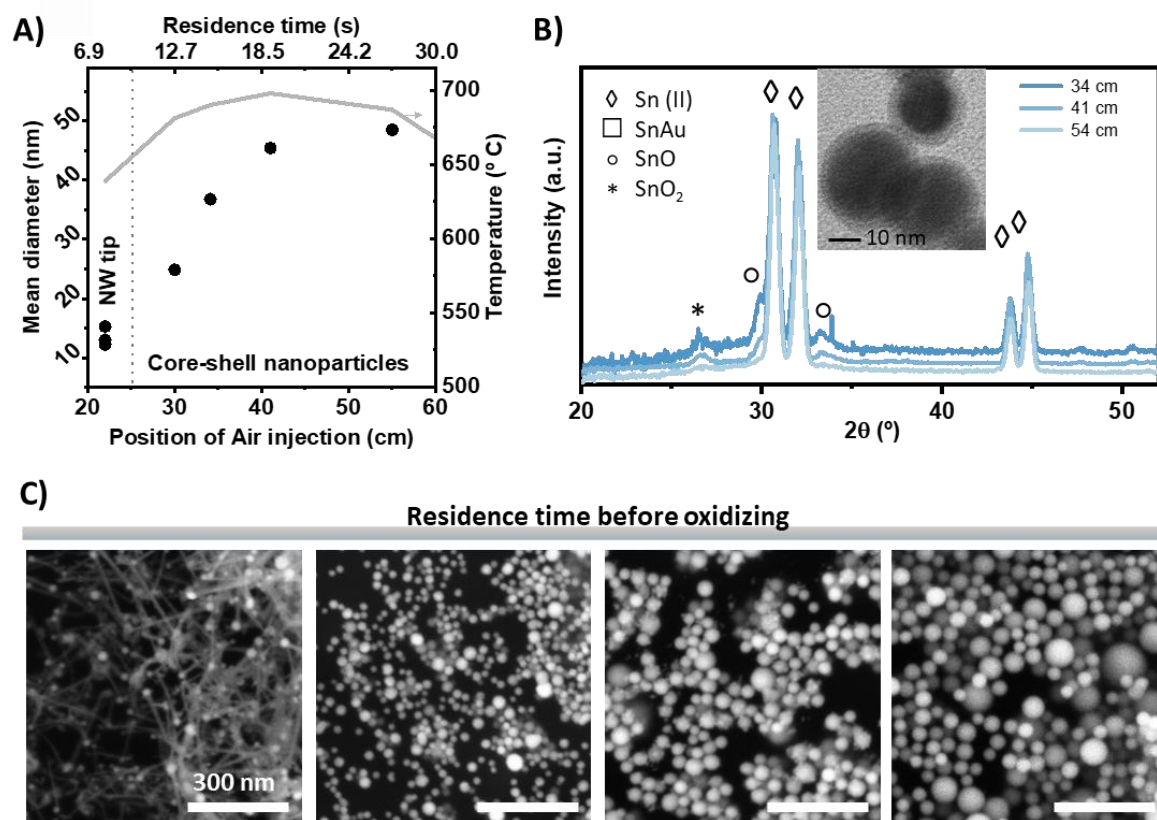 A)
Residence time (s)
6.9 12.7 18.5 24.2 30.0
Mean diameter (nm)
50
40
30
20
10
NW tip
Core-shell nanoparticles
700
650
600
550
500
Temperature (º C)
20 30 40 50 60
Position of Air injection (cm)
B)
Intensity (a.u.)
Sn (II)
SnAu
SnO
* SnO₂
10 nm
34 cm
41 cm
54 cm
*
20 30 40 50
2θ (º)
C)
Residence time before oxidizing
300 nm